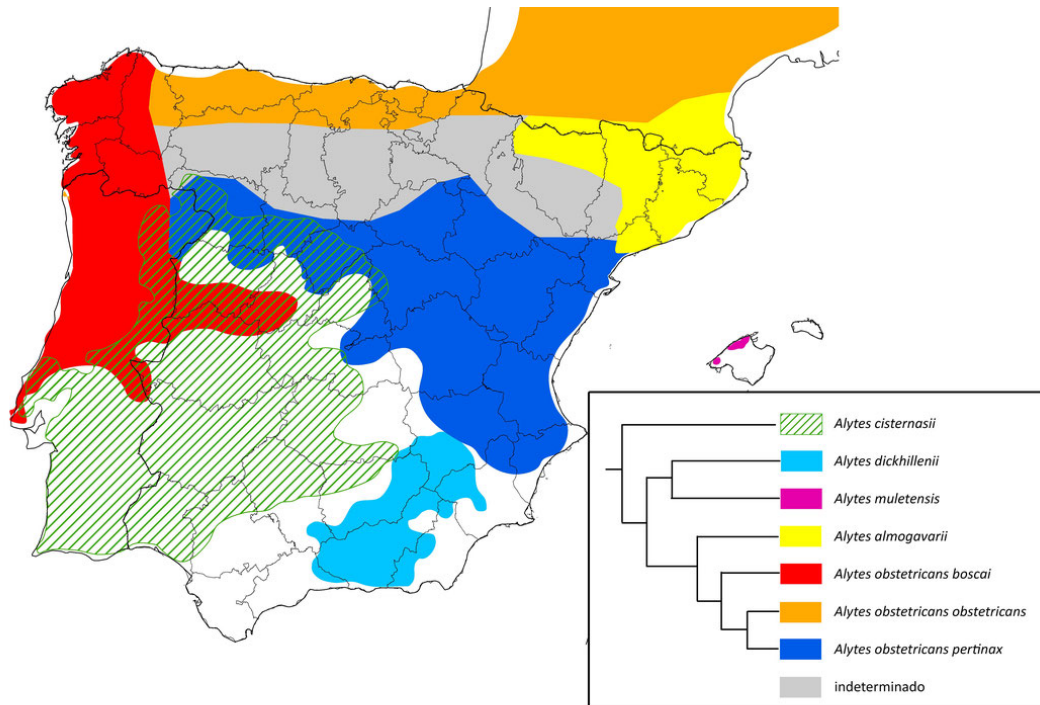 Alytes cisternasii
Alytes dickhillenii
Alytes muletensis
Alytes almogavarii
Alytes obstetricans boscai
Alytes obstetricans obstetricans
Alytes obstetricans pertinax
indeterminado